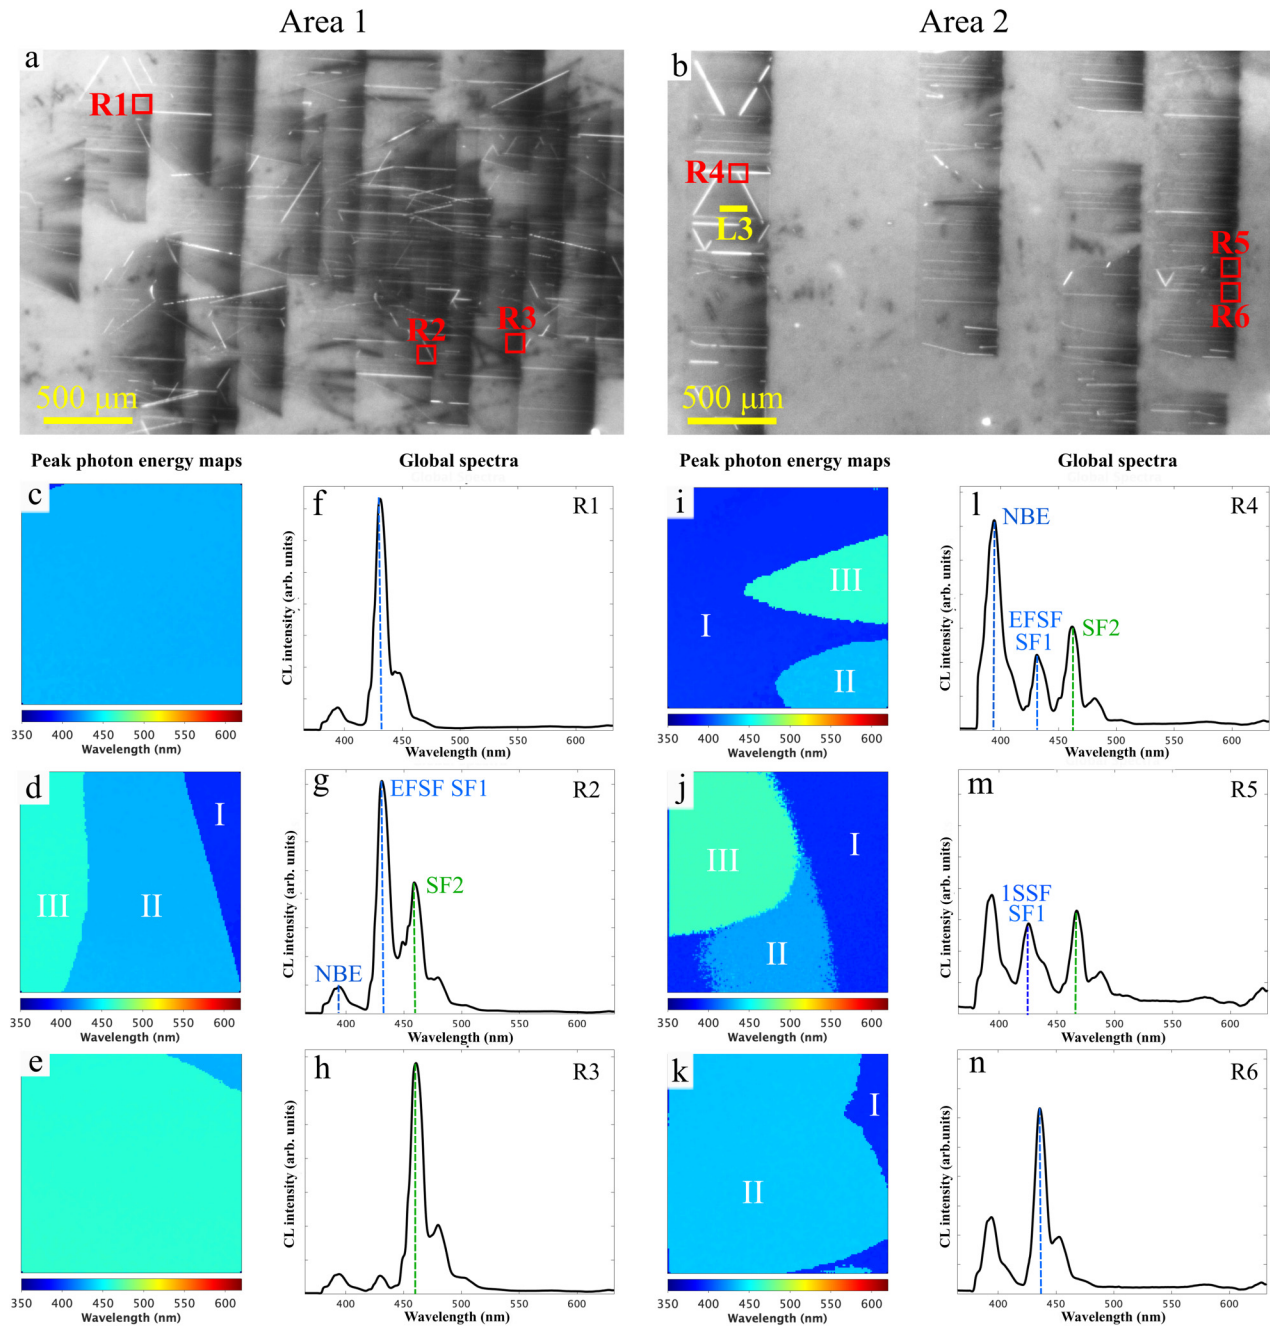 Area 1
Area 2
a
R1
R2
R3
500 μm
b
R4
L3
R5
R6
500 μm
Peak photon energy maps
Global spectra
Peak photon energy maps
Global spectra
c
350 400 450 500 550 600
Wavelength (nm)
f
R1
CL intensity (arb. units)
400 450 500 550 600
Wavelength (nm)
i
I
III
II
350 400 450 500 550 600
Wavelength (nm)
l
R4
NBE
EFSF
SF1
SF2
CL intensity (arb. units)
400 450 500 550 600
Wavelength (nm)
d
I
III
II
350 400 450 500 550 600
Wavelength (nm)
g
R2
EFSF SF1
SF2
NBE
CL intensity (arb. units)
400 450 500 550 600
Wavelength (nm)
j
I
III
II
350 400 450 500 550 600
Wavelength (nm)
m
R5
1SSF
SF1
CL intensiy (arb. units)
400 450 500 550 600
Wavelength (nm)
e
350 400 450 500 550 600
Wavelength (nm)
h
R3
CL intensity (arb. units)
400 450 500 550 600
Wavelength (nm)
k
I
II
350 400 450 500 550 600
Wavelength (nm)
n
R6
CL intensity (arb.units)
400 450 500 550 600
Wavelength (nm)